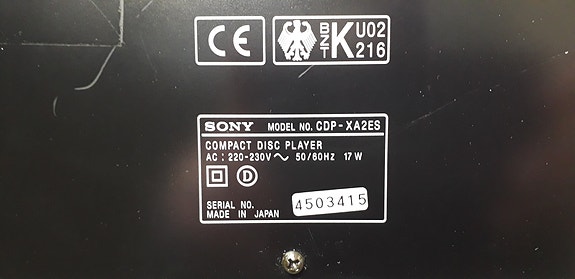 CE
BZT K U02 216
SONY MODEL NO. CDP-XA2ES
COMPACT DISC PLAYER
AC : 220-230V ~ 50/60Hz 17 W
D
SERIAL NO. 4503415
MADE IN JAPAN